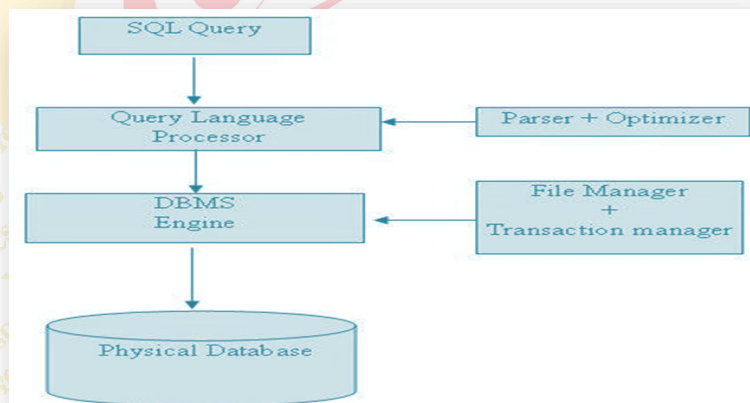 SQL Query
Query Language
Processor
Parser + Optimizer
DBMS
Engine
File Manager
+
Transaction manager
Physical Database